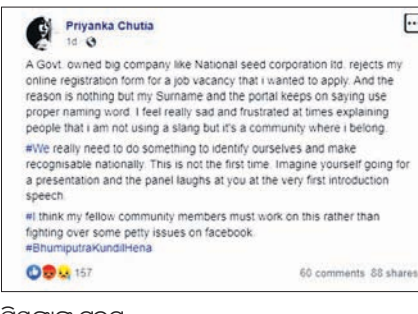 Priyanka Chutia
1d
A Govt. owned big company like National seed corporation ltd. rejects my
online registration form for a job vacancy that i wanted to apply. And the
reason is nothing but my Surname and the portal keeps on saying use
proper naming word. I feel really sad and frustrated at times explaining
people that i am not using a slang but it's a community where i belong.
#We really need to do something to identify ourselves and make
recognisable nationally. This is not the first time. Imagine yourself going for
a presentation and the panel laughs at you at the very first introduction
speech.
#I think my fellow community members must work on this rather than
fighting over some petty issues on facebook.
#BhumiputraKundilHena
157
60 comments 88 shares